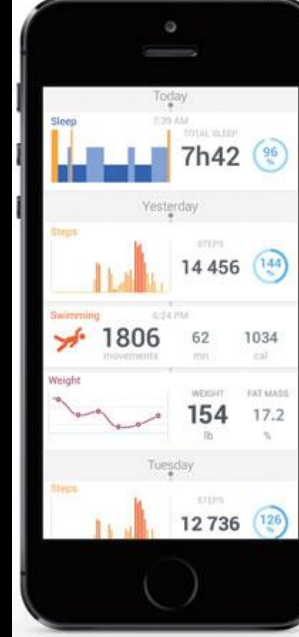 Today
Sleep 7:39 AM
TOTAL SLEEP
7h42 96 %
Yesterday
Steps
STEPS
14 456 144 %
Swimming 6:24 PM
1806 62 1034
movements mn cal
Weight
WEIGHT FAT MASS
154 17.2
lb %
Tuesday
Steps
STEPS
12 736 126 %